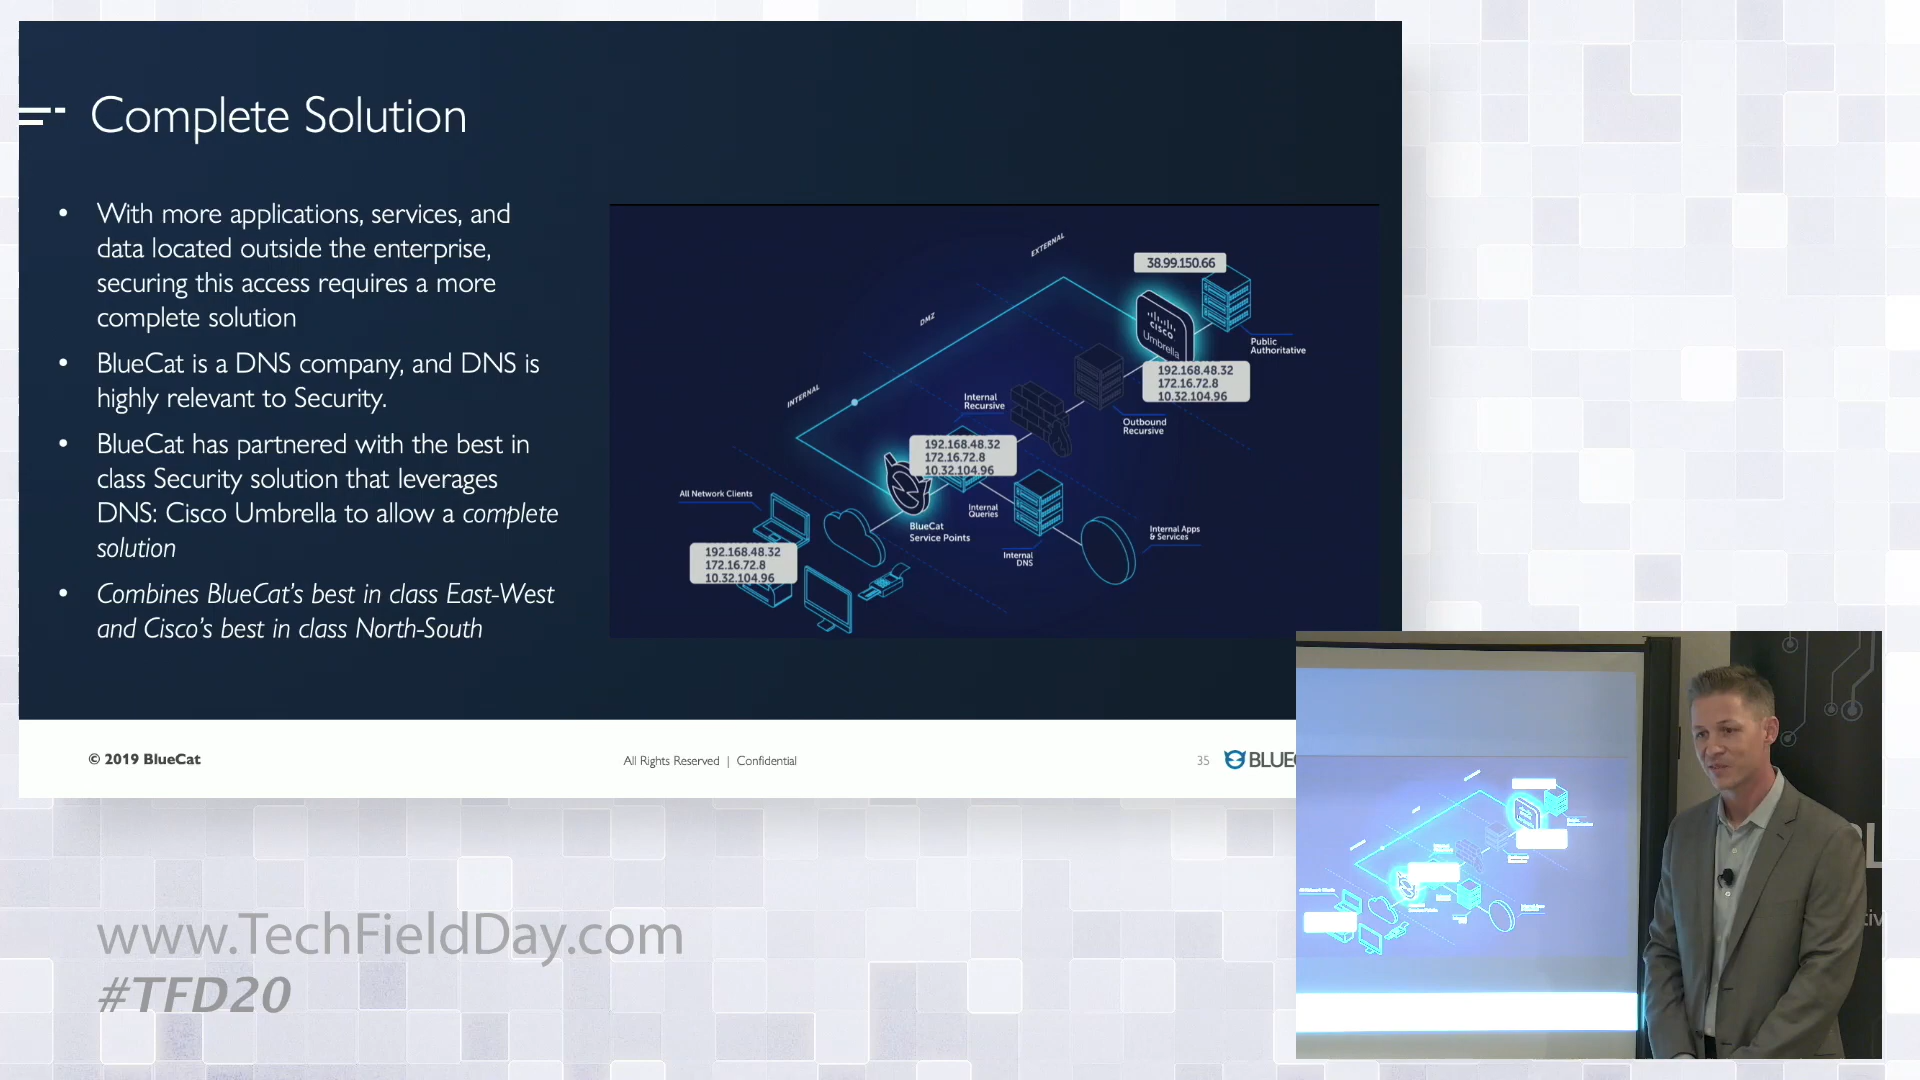 Complete Solution
• With more applications, services, and
data located outside the enterprise,
securing this access requires a more
complete solution
• BlueCat is a DNS company, and DNS is
highly relevant to Security.
• BlueCat has partnered with the best in
class Security solution that leverages
DNS: Cisco Umbrella to allow a complete
solution
• Combines BlueCat's best in class East-West
and Cisco's best in class North-South
EXTERNAL
DMZ
INTERNAL
38.99.150.66
CISCO
Umbrella
Public
Authoritative
192.168.48.32
172.16.72.8
10.32.104.96
Outbound
Recursive
Internal
Recursive
192.168.48.32
172.16.72.8
10.32.104.96
All Network Clients
192.168.48.32
172.16.72.8
10.32.104.96
BlueCat
Service Points
Internal
Queries
Internal
DNS
Internal Apps
& Services
© 2019 BlueCat
All Rights Reserved | Confidential
35
BLUEC
www.TechFieldDay.com
#TFD20